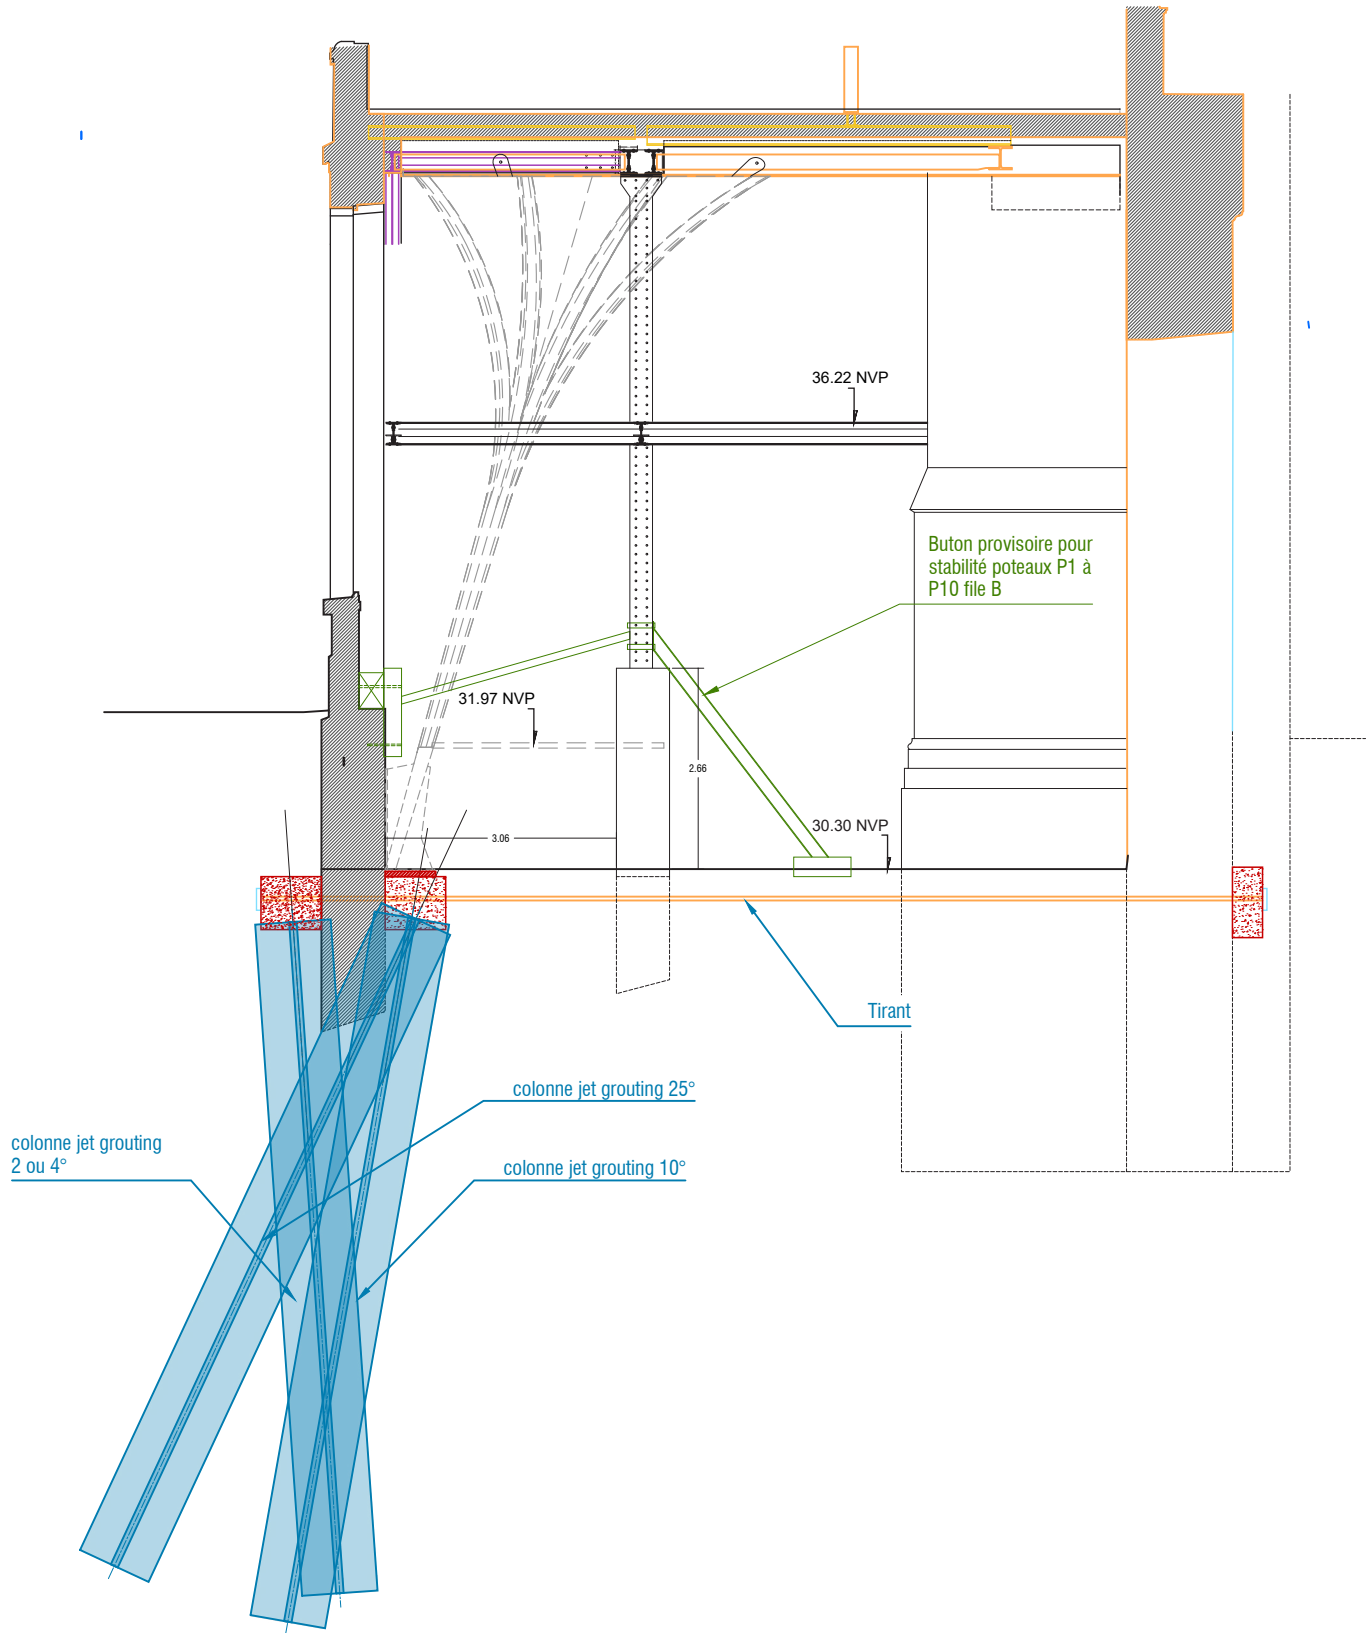 36.22 NVP
Buton provisoire pour
stabilité poteaux P1 à
P10 file B
31.97 NVP
2.66
30.30 NVP
3.06
Tirant
colonne jet grouting 25°
colonne jet grouting
2 ou 4°
colonne jet grouting 10°